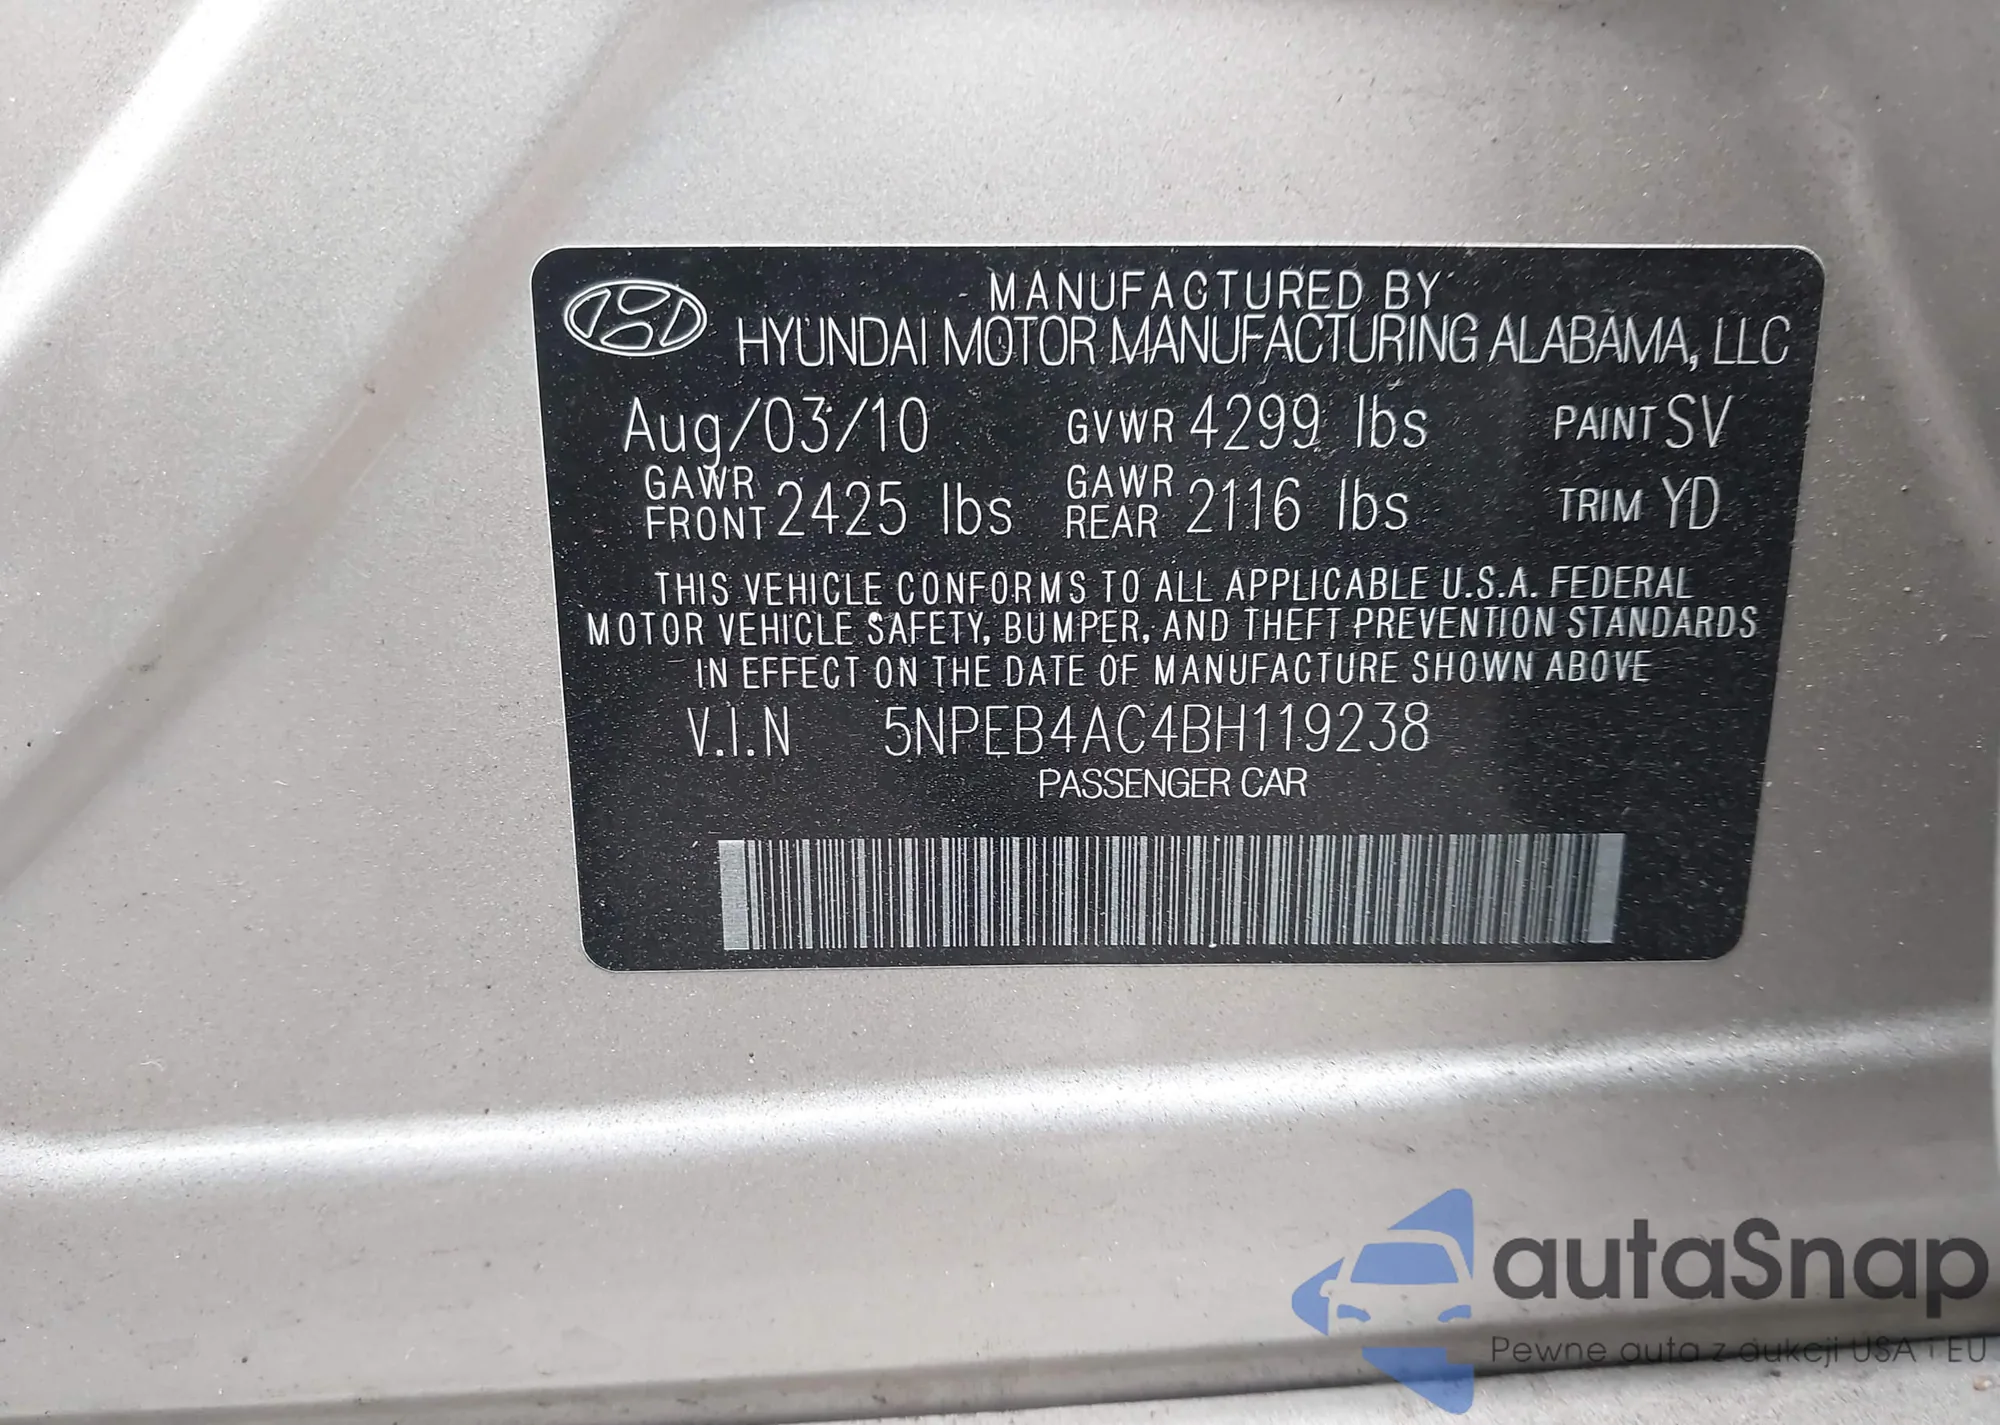 MANUFACTURED BY
HYUNDAI MOTOR MANUFACTURING ALABAMA, LLC
Aug/03/10 GVWR 4299 lbs PAINT SV
GAWR FRONT 2425 lbs GAWR REAR 2116 lbs TRIM YD
THIS VEHICLE CONFORMS TO ALL APPLICABLE U.S.A. FEDERAL
MOTOR VEHICLE SAFETY, BUMPER, AND THEFT PREVENTION STANDARDS
IN EFFECT ON THE DATE OF MANUFACTURE SHOWN ABOVE
V.I.N 5NPEB4AC4BH119238
PASSENGER CAR
autaSnap
Pewne auta z aukcji USA i EU